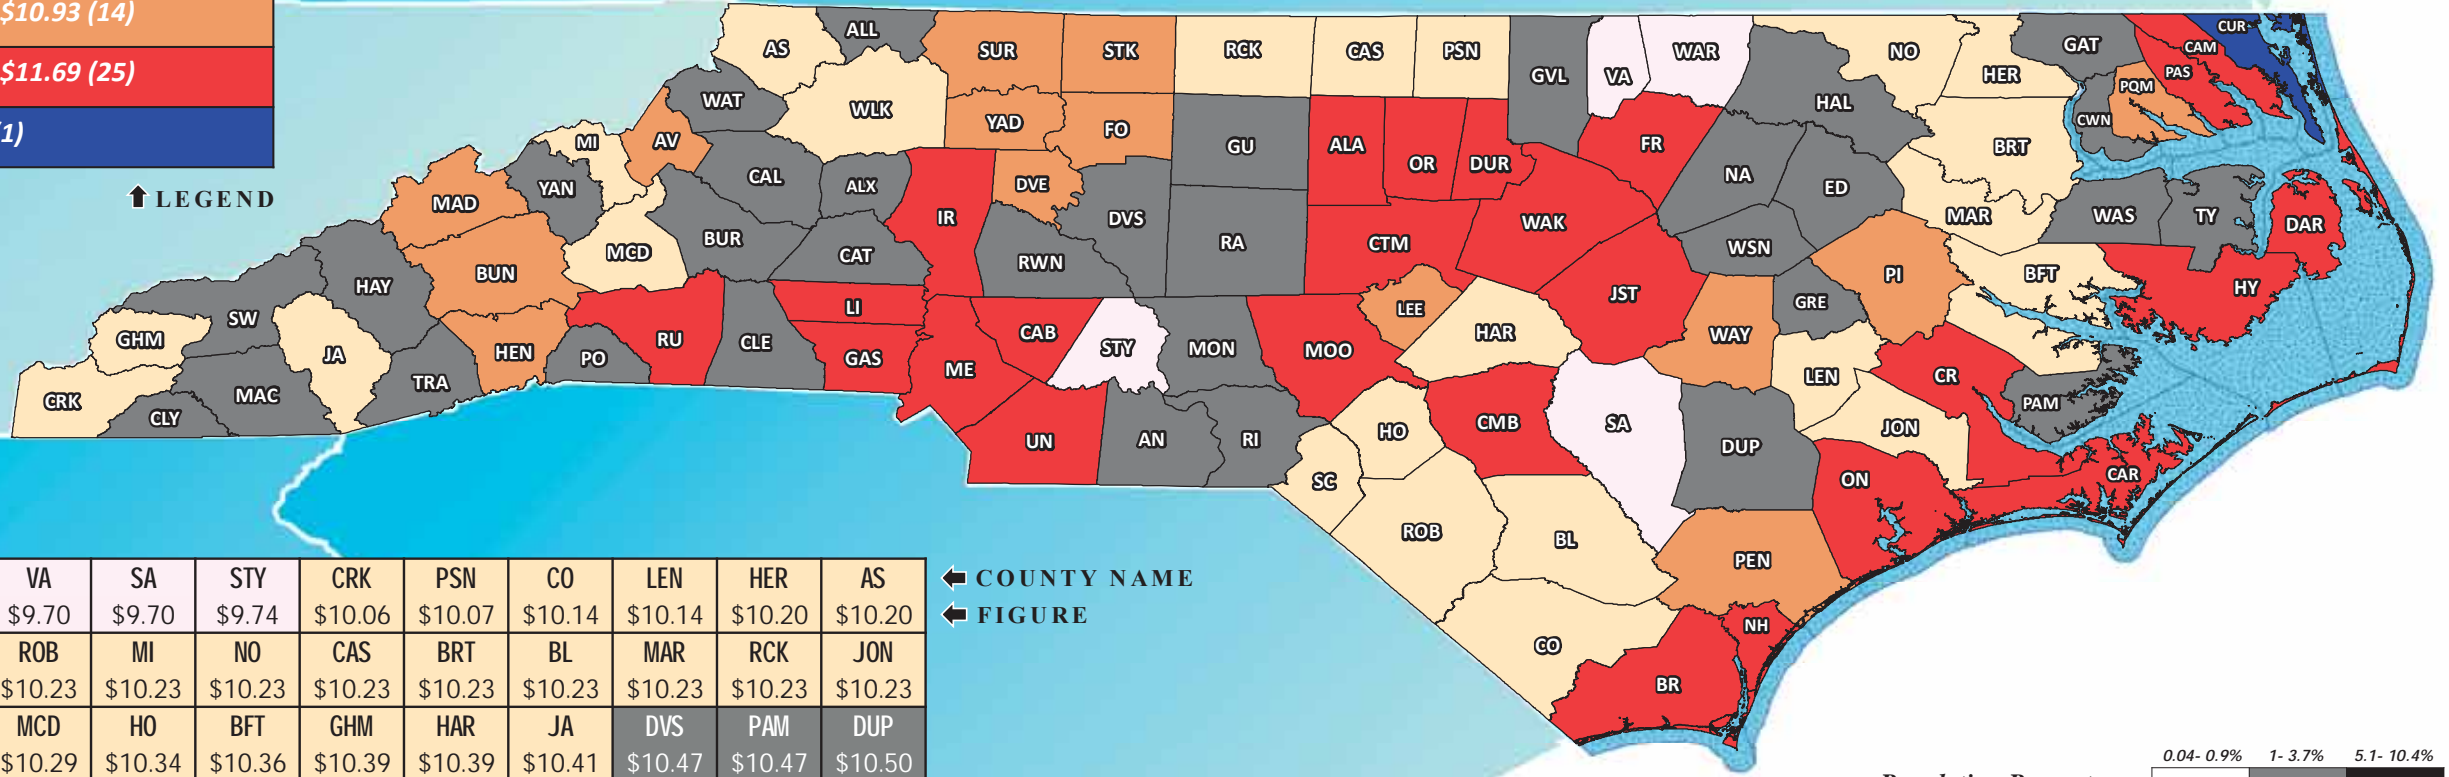 $10.93 (14)
$11.69 (25)
1)
LEGEND
AS
ALL
SUR
STK
RCK
CAS
PSN
GVL
VA
WAR
NO
GAT
CUR
CAM
PAS
PQM
HER
HAL
WAT
WLK
YAD
FO
GU
ALA
OR
DUR
FR
NA
ED
BRT
CWN
MI
AV
MAD
YAN
CAL
ALX
IR
DVE
DVS
RA
CTM
WAK
WSN
MAR
WAS
TY
DAR
MCD
BUR
CAT
RWN
BUN
HAY
SW
GHM
JA
CRK
CLY
MAC
TRA
HEN
PO
RU
CLE
LI
GAS
ME
CAB
STY
MON
MOO
LEE
HAR
JST
WAY
GRE
PI
BFT
HY
LEN
CR
PAM
JON
CAR
UN
AN
RI
SC
HO
CMB
SA
DUP
ON
ROB
BL
PEN
CO
NH
BR
VA SA STY CRK PSN CO LEN HER AS
$9.70 $9.70 $9.74 $10.06 $10.07 $10.14 $10.14 $10.20 $10.20
COUNTY NAME
FIGURE
ROB MI NO CAS BRT BL MAR RCK JON
$10.23 $10.23 $10.23 $10.23 $10.23 $10.23 $10.23 $10.23 $10.23
MCD HO BFT GHM HAR JA DVS PAM DUP
$10.29 $10.34 $10.36 $10.39 $10.39 $10.41 $10.47 $10.47 $10.50
0.04- 0.9% 1- 3.7% 5.1- 10.4%